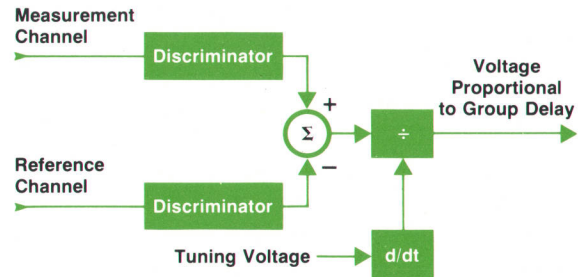 Measurement
Channel
Discriminator
Voltage
Proportional
to Group Delay
+
Σ
÷
−
Reference
Channel
Discriminator
Tuning Voltage
d/dt